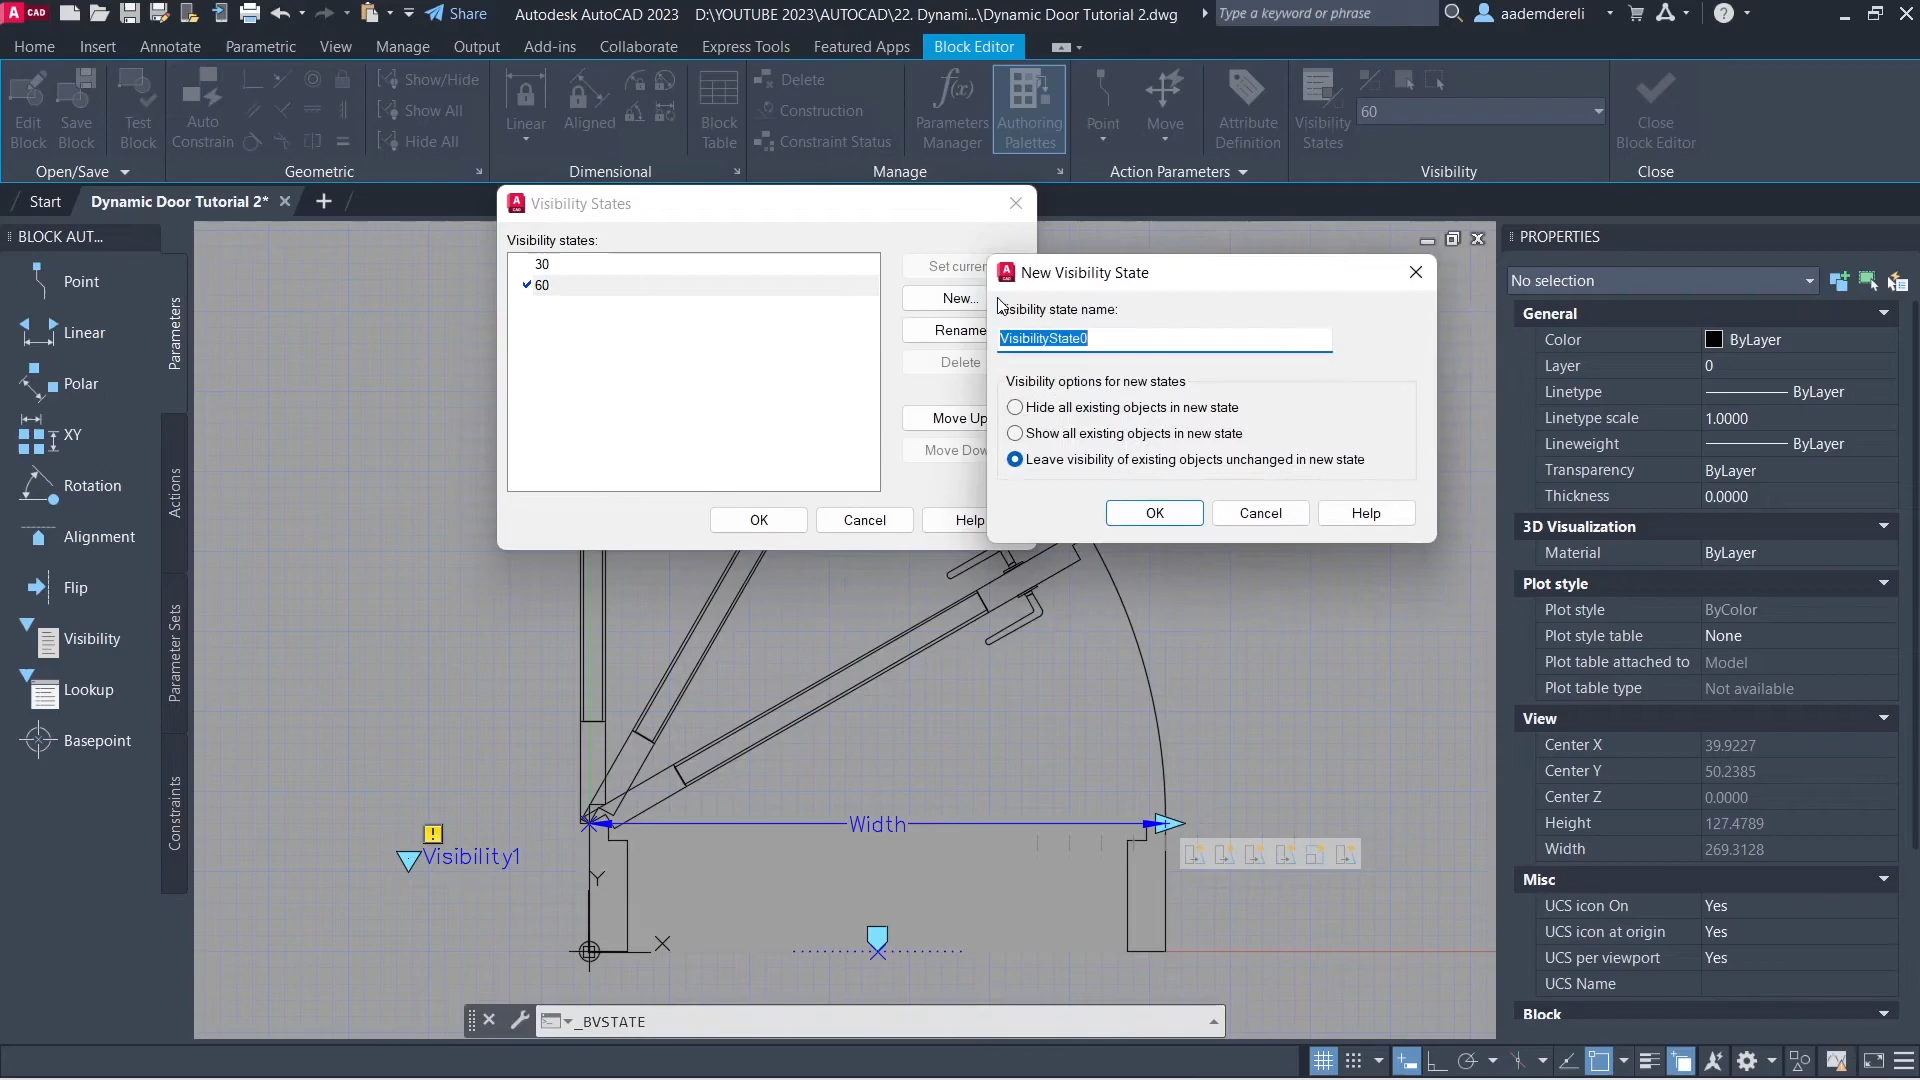 A CAD
Share
Autodesk AutoCAD 2023 D:\YOUTUBE 2023\AUTOCAD\22. Dynami...\Dynamic Door Tutorial 2.dwg
Type a keyword or phrase
aademdereli
Home Insert Annotate Parametric View Manage Output Add-ins Collaborate Express Tools Featured Apps Block Editor
Edit Block
Save Block
Test Block
Auto Constrain
Show/Hide
Show All
Hide All
Linear
Aligned
Block Table
Delete
Construction
Constraint Status
Parameters Manager
Authoring Palettes
Point
Move
Attribute Definition
Visibility States
60
Close Block Editor
Open/Save Geometric Dimensional Manage Action Parameters Visibility Close
Start Dynamic Door Tutorial 2*
BLOCK AUT...
Point
Linear
Polar
XY
Rotation
Alignment
Flip
Visibility
Lookup
Basepoint
Parameters
Actions
Parameter Sets
Constraints
Visibility States
Visibility states:
30
60
Set curren
New...
Rename
Delete
Move Up
Move Dow
OK Cancel Help
New Visibility State
isibility state name:
VisibilityState0
Visibility options for new states
Hide all existing objects in new state
Show all existing objects in new state
Leave visibility of existing objects unchanged in new state
OK Cancel Help
Width
Visibility1
Y
X
_BVSTATE
PROPERTIES
No selection
General
Color ByLayer
Layer 0
Linetype ByLayer
Linetype scale 1.0000
Lineweight ByLayer
Transparency ByLayer
Thickness 0.0000
3D Visualization
Material ByLayer
Plot style
Plot style ByColor
Plot style table None
Plot table attached to Model
Plot table type Not available
View
Center X 39.9227
Center Y 50.2385
Center Z 0.0000
Height 127.4789
Width 269.3128
Misc
UCS icon On Yes
UCS icon at origin Yes
UCS per viewport Yes
UCS Name
Block